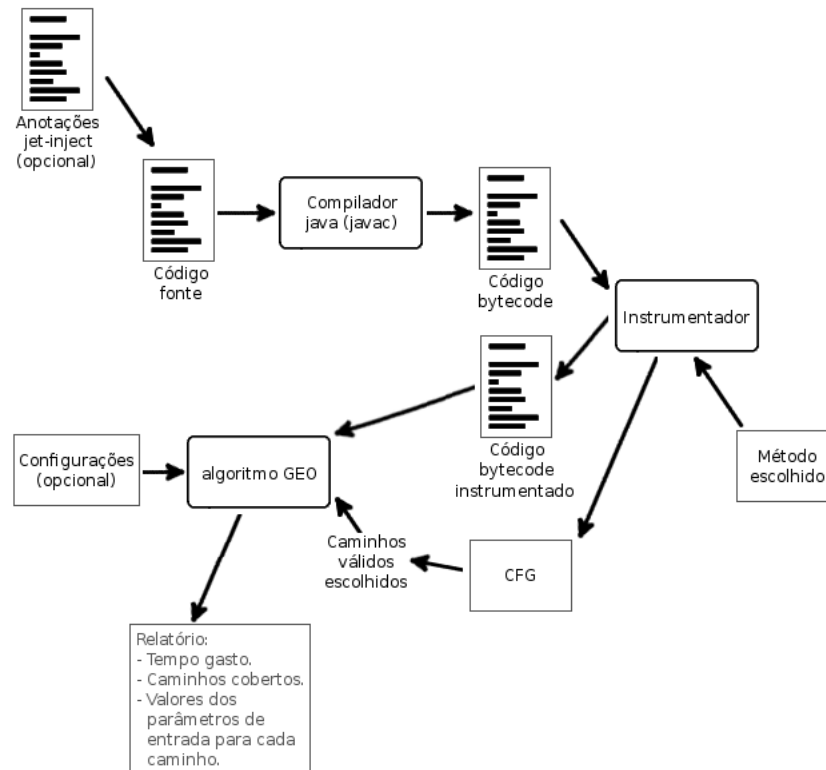 Anotações
jet-inject
(opcional)
Código
fonte
Compilador
java (javac)
Código
bytecode
Instrumentador
Código
bytecode
instrumentado
Método
escolhido
Configurações
(opcional)
algoritmo GEO
Caminhos
válidos
escolhidos
CFG
Relatório:
- Tempo gasto.
- Caminhos cobertos.
- Valores dos
parâmetros de
entrada para cada
caminho.